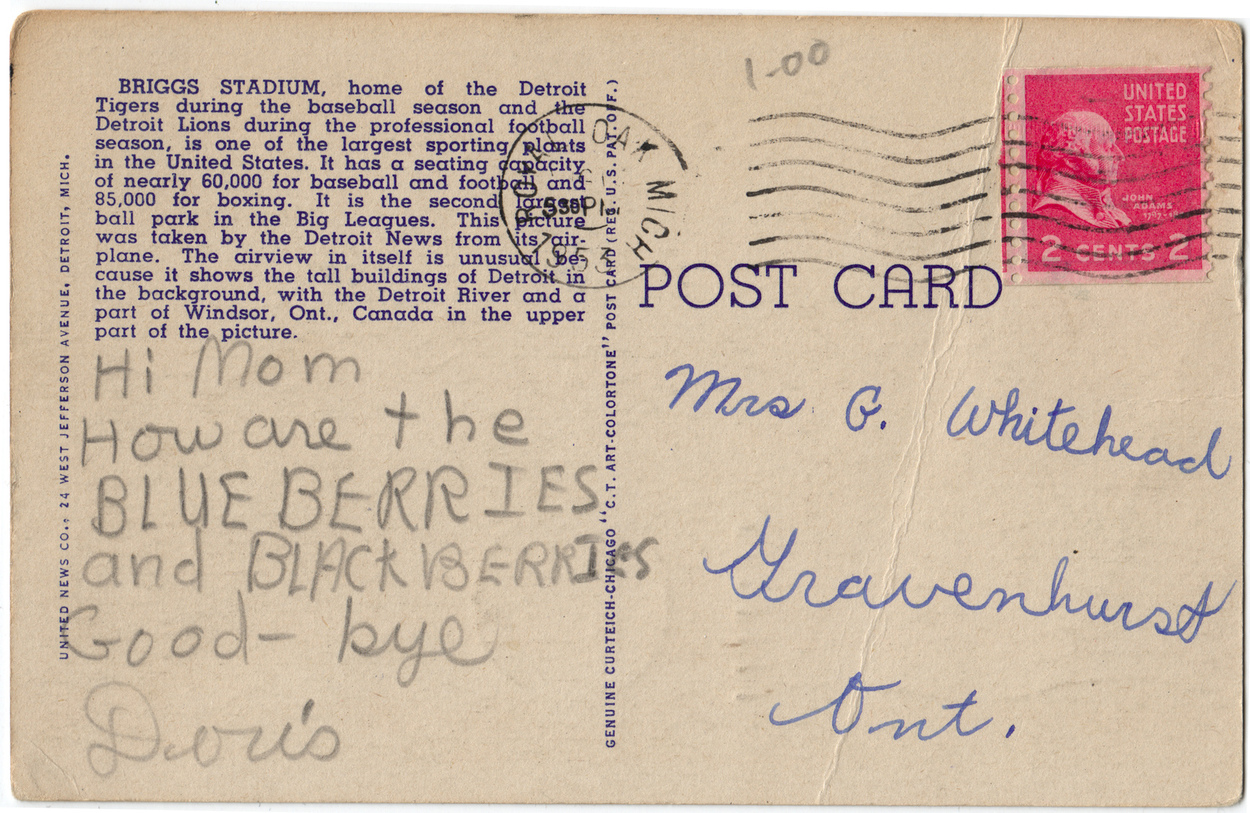 1-00
BRIGGS STADIUM, home of the Detroit
Tigers during the baseball season and the
Detroit Lions during the professional football
season, is one of the largest sporting plants
in the United States. It has a seating capacity
of nearly 60,000 for baseball and football and
85,000 for boxing. It is the second largest
ball park in the Big Leagues. This picture
was taken by the Detroit News from its air-
plane. The airview in itself is unusual be-
cause it shows the tall buildings of Detroit in
the background, with the Detroit River and a
part of Windsor, Ont., Canada in the upper
part of the picture.
Hi Mom
How are the
BLUEBERRIES
and BLACKBERRIES
Good-bye
Doris
UNITED NEWS CO., 24 WEST JEFFERSON AVENUE, DETROIT, MICH.
GENUINE CURTEICH-CHICAGO "C.T. ART-COLORTONE" POST CARD (REG. U.S. PAT. OFF.)
OAK MICH
1953
UNITED
STATES
POSTAGE
JOHN
ADAMS
2 CENTS 2
POST CARD
Mrs G. Whitehead
Gravenhurst
Ont.